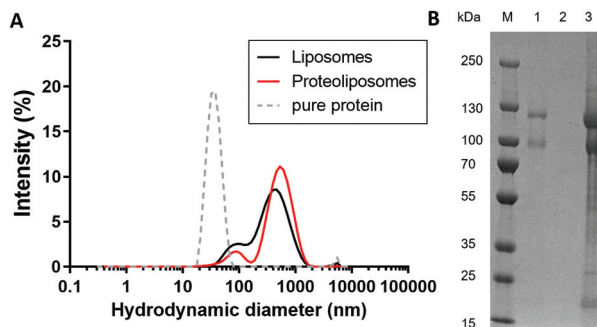 A
Intensity (%)
25
20
15
10
5
0
Liposomes
Proteoliposomes
pure protein
0.1 1 10 100 1000 10000 100000
Hydrodynamic diameter (nm)
B
kDa M 1 2 3
250
130
100
70
55
35
25
15